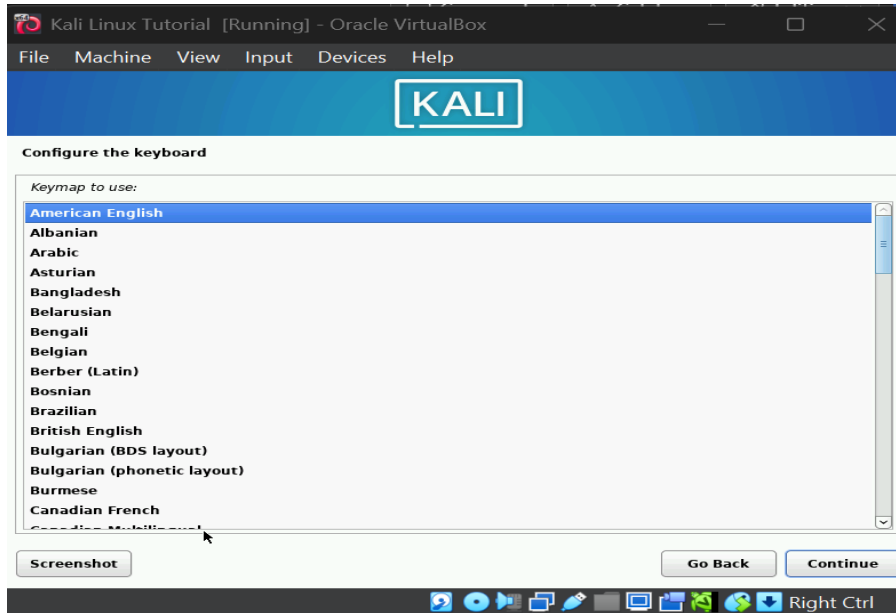 Kali Linux Tutorial [Running] - Oracle VirtualBox
File Machine View Input Devices Help
KALI
Configure the keyboard
Keymap to use:
American English
Albanian
Arabic
Asturian
Bangladesh
Belarusian
Bengali
Belgian
Berber (Latin)
Bosnian
Brazilian
British English
Bulgarian (BDS layout)
Bulgarian (phonetic layout)
Burmese
Canadian French
Canadian Multilingual
Screenshot Go Back Continue
Right Ctrl